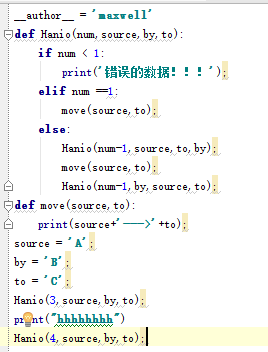 __author__ = 'maxwell'
def Hanio(num,source,by,to):
    if num < 1:
        print('错误的数据！！！');
    elif num ==1:
        move(source,to);
    else:
        Hanio(num-1,source,to,by);
        move(source,to);
        Hanio(num-1,by,source,to);
def move(source,to):
    print(source+'--->'+to);
source = 'A';
by = 'B';
to = 'C';
Hanio(3,source,by,to);
print("hhhhhhhh")
Hanio(4,source,by,to);